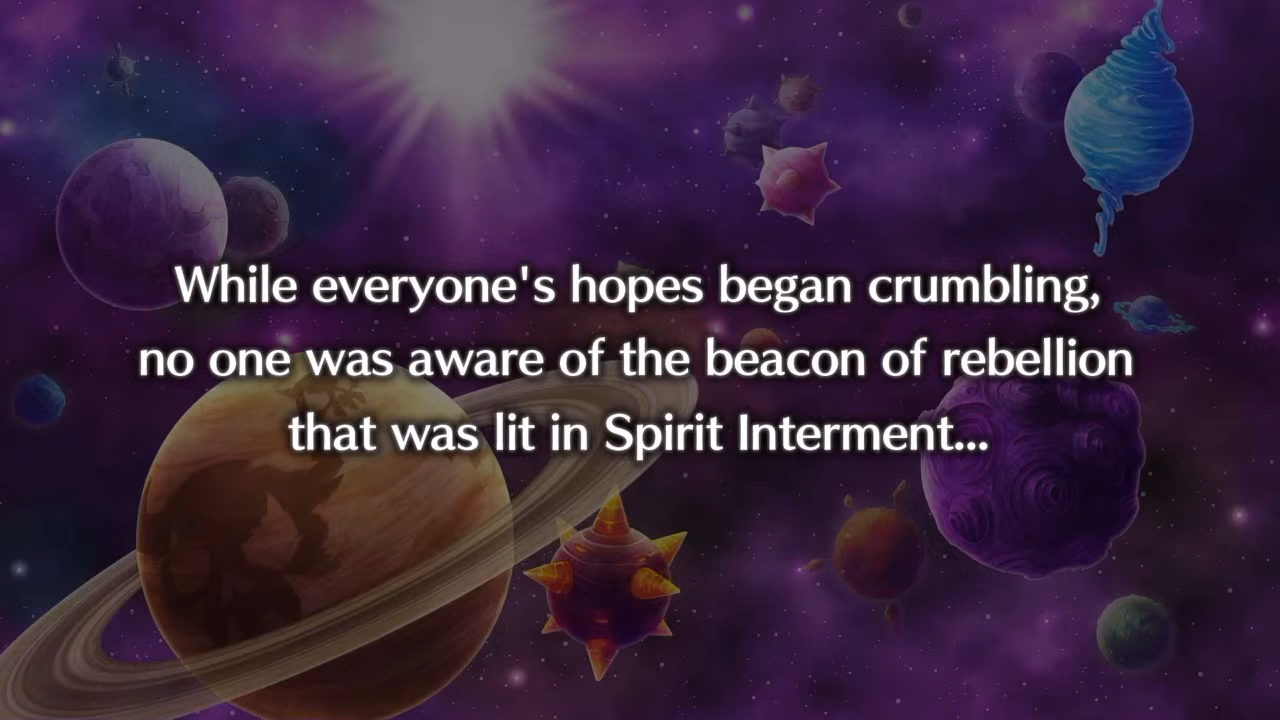 While everyone's hopes began crumbling,
no one was aware of the beacon of rebellion
that was lit in Spirit Interment...